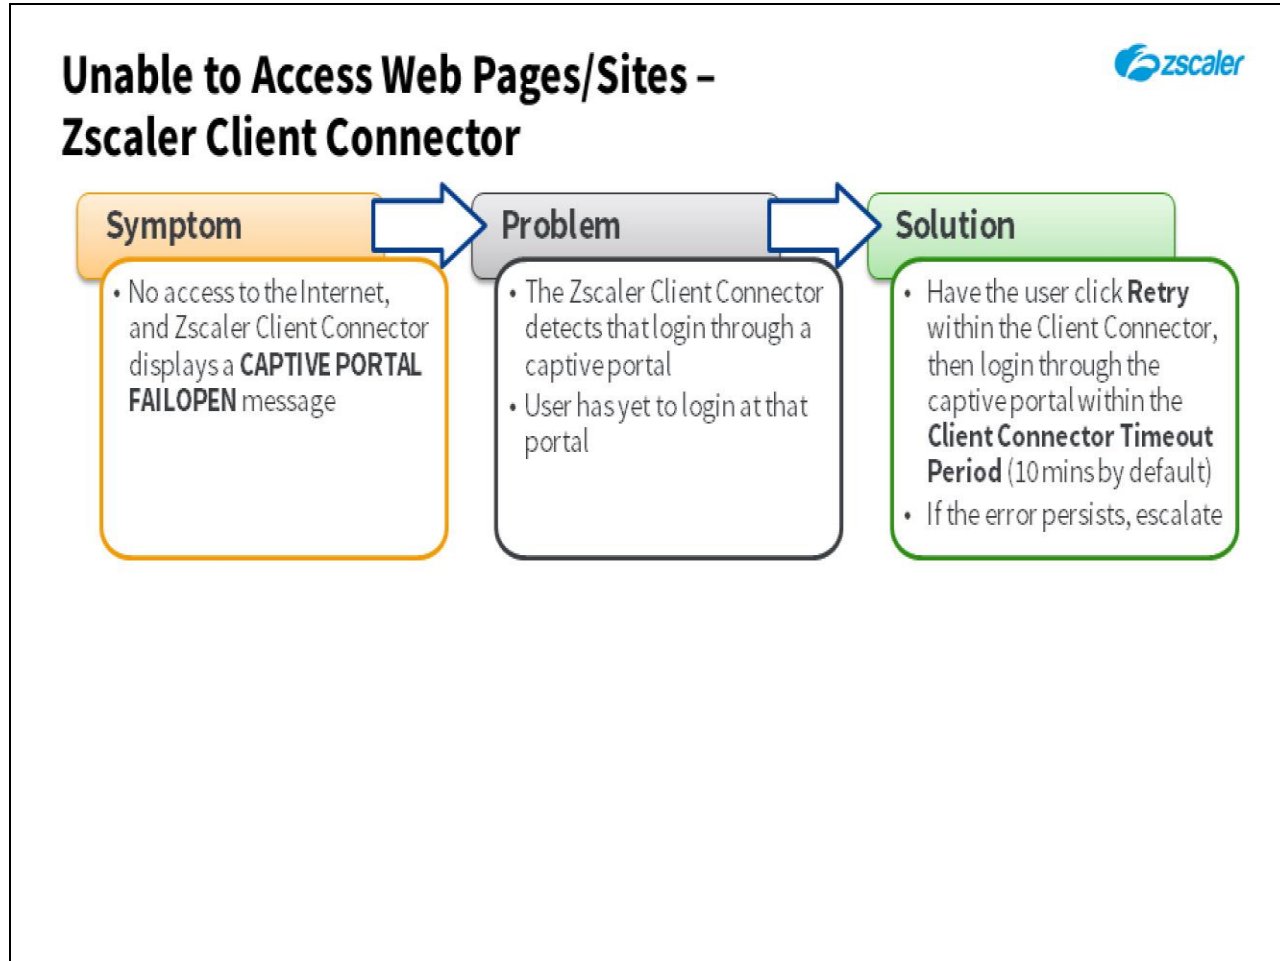 Unable to Access Web Pages/Sites –
Zscaler Client Connector
zscaler
Symptom
• No access to the Internet,
and Zscaler Client Connector
displays a CAPTIVE PORTAL
FAILOPEN message
Problem
• The Zscaler Client Connector
detects that login through a
captive portal
• User has yet to login at that
portal
Solution
• Have the user click Retry
within the Client Connector,
then login through the
captive portal within the
Client Connector Timeout
Period (10 mins by default)
• If the error persists, escalate